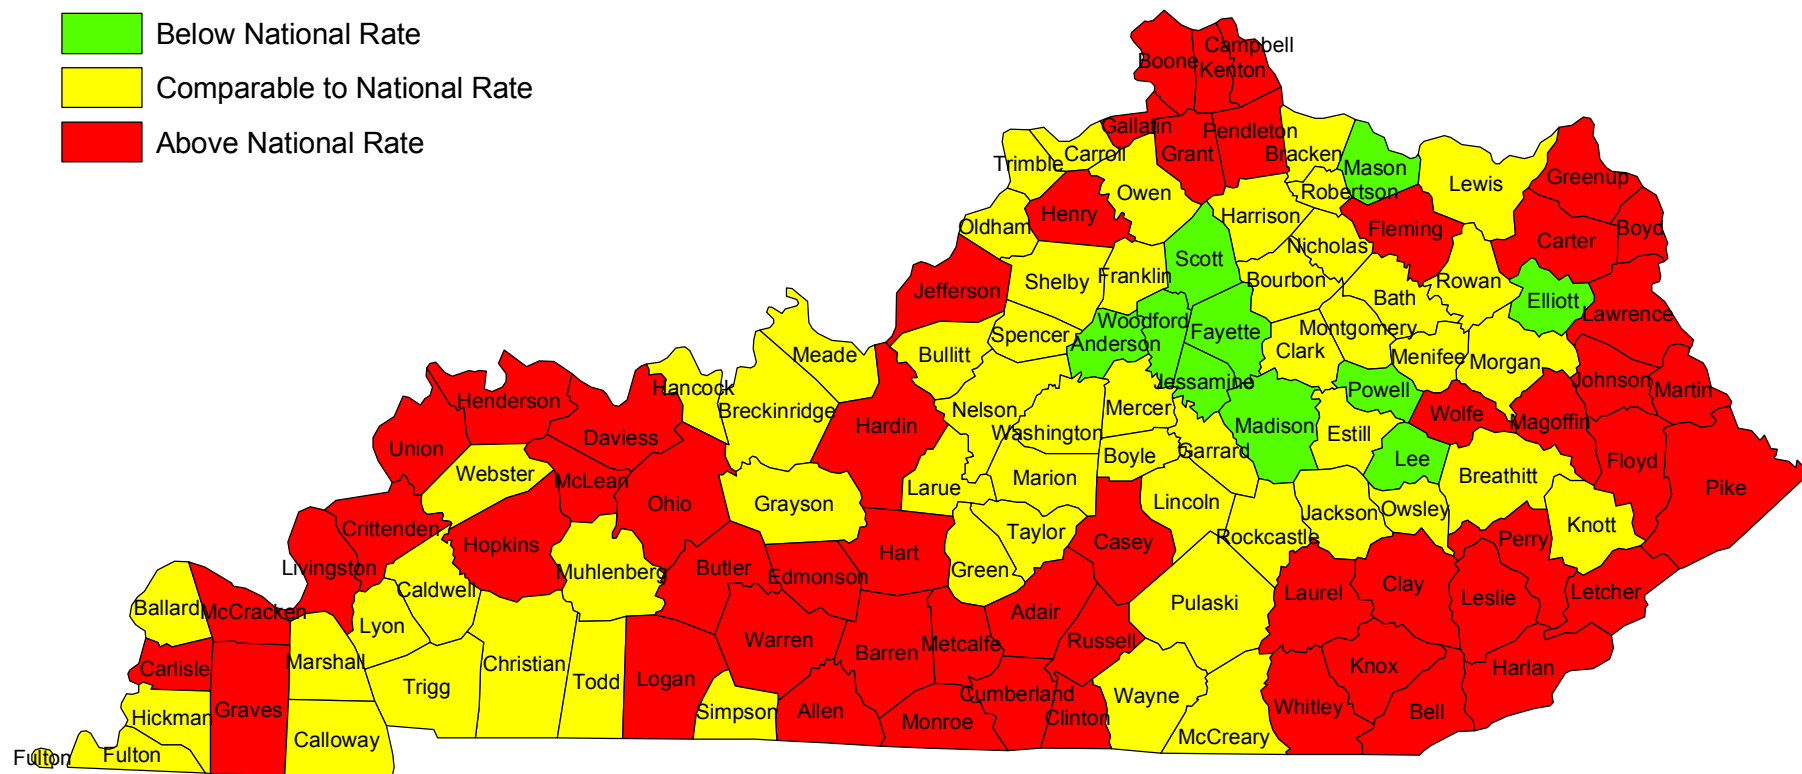 Below National Rate
Comparable to National Rate
Above National Rate
Campbell
Boone
Kenton
Gallatin
Pendleton
Grant
Bracken
Carroll
Trimble
Mason
Robertson
Lewis
Greenup
Owen
Henry
Harrison
Oldham
Fleming
Boyd
Carter
Nicholas
Scott
Franklin
Shelby
Bourbon
Rowan
Jefferson
Bath
Elliott
Lawrence
Woodford
Fayette
Montgomery
Spencer
Anderson
Clark
Bullitt
Meade
Menifee
Morgan
Hancock
Jessamine
Powell
Johnson
Martin
Henderson
Breckinridge
Nelson
Mercer
Wolfe
Magoffin
Hardin
Madison
Daviess
Washington
Estill
Union
Garrard
Boyle
Lee
Floyd
Webster
McLean
Marion
Breathitt
Larue
Pike
Ohio
Grayson
Lincoln
Jackson
Owsley
Crittenden
Taylor
Knott
Rockcastle
Perry
Hopkins
Casey
Hart
Livingston
Butler
Muhlenberg
Edmonson
Green
Caldwell
Clay
Laurel
Letcher
Leslie
Ballard
McCracken
Pulaski
Adair
Lyon
Warren
Metcalfe
Russell
Barren
Marshall
Christian
Carlisle
Knox
Harlan
Logan
Todd
Trigg
Cumberland
Wayne
Graves
Hickman
Simpson
Allen
Monroe
Clinton
Whitley
Bell
McCreary
Calloway
Fulton
Fulton